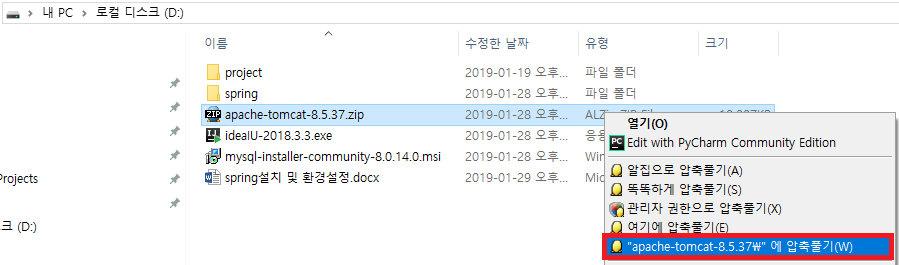 내 PC > 로컬 디스크 (D:)
이름 수정한 날짜 유형 크기
project 2019-01-19 오후... 파일 폴더
spring 2019-01-28 오후... 파일 폴더
apache-tomcat-8.5.37.zip 2019-01-28 오후...
idealU-2018.3.3.exe 2019-01-28 오후...
mysql-installer-community-8.0.14.0.msi 2019-01-28 오후... Win
spring설치 및 환경설정.docx 2019-01-29 오후... Mic
Projects
크 (D:)
열기(O)
Edit with PyCharm Community Edition
알집으로 압축풀기(A)
똑똑하게 압축풀기(S)
관리자 권한으로 압축풀기(X)
여기에 압축풀기(E)
"apache-tomcat-8.5.37₩" 에 압축풀기(W)